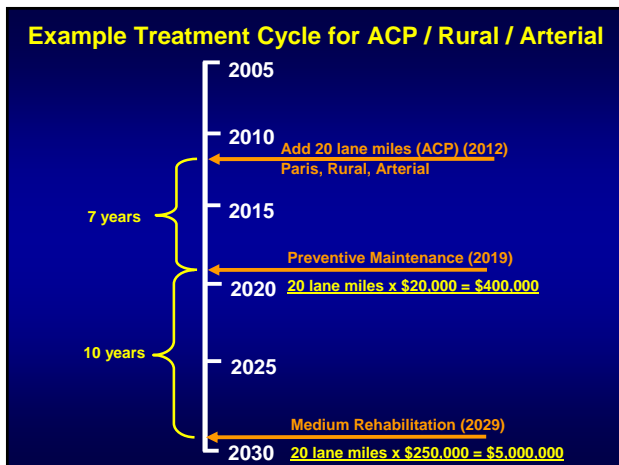 Example Treatment Cycle for ACP / Rural / Arterial
2005
2010
Add 20 lane miles (ACP) (2012)
Paris, Rural, Arterial
2015
7 years
Preventive Maintenance (2019)
2020
20 lane miles x $20,000 = $400,000
10 years
2025
Medium Rehabilitation (2029)
2030
20 lane miles x $250,000 = $5,000,000